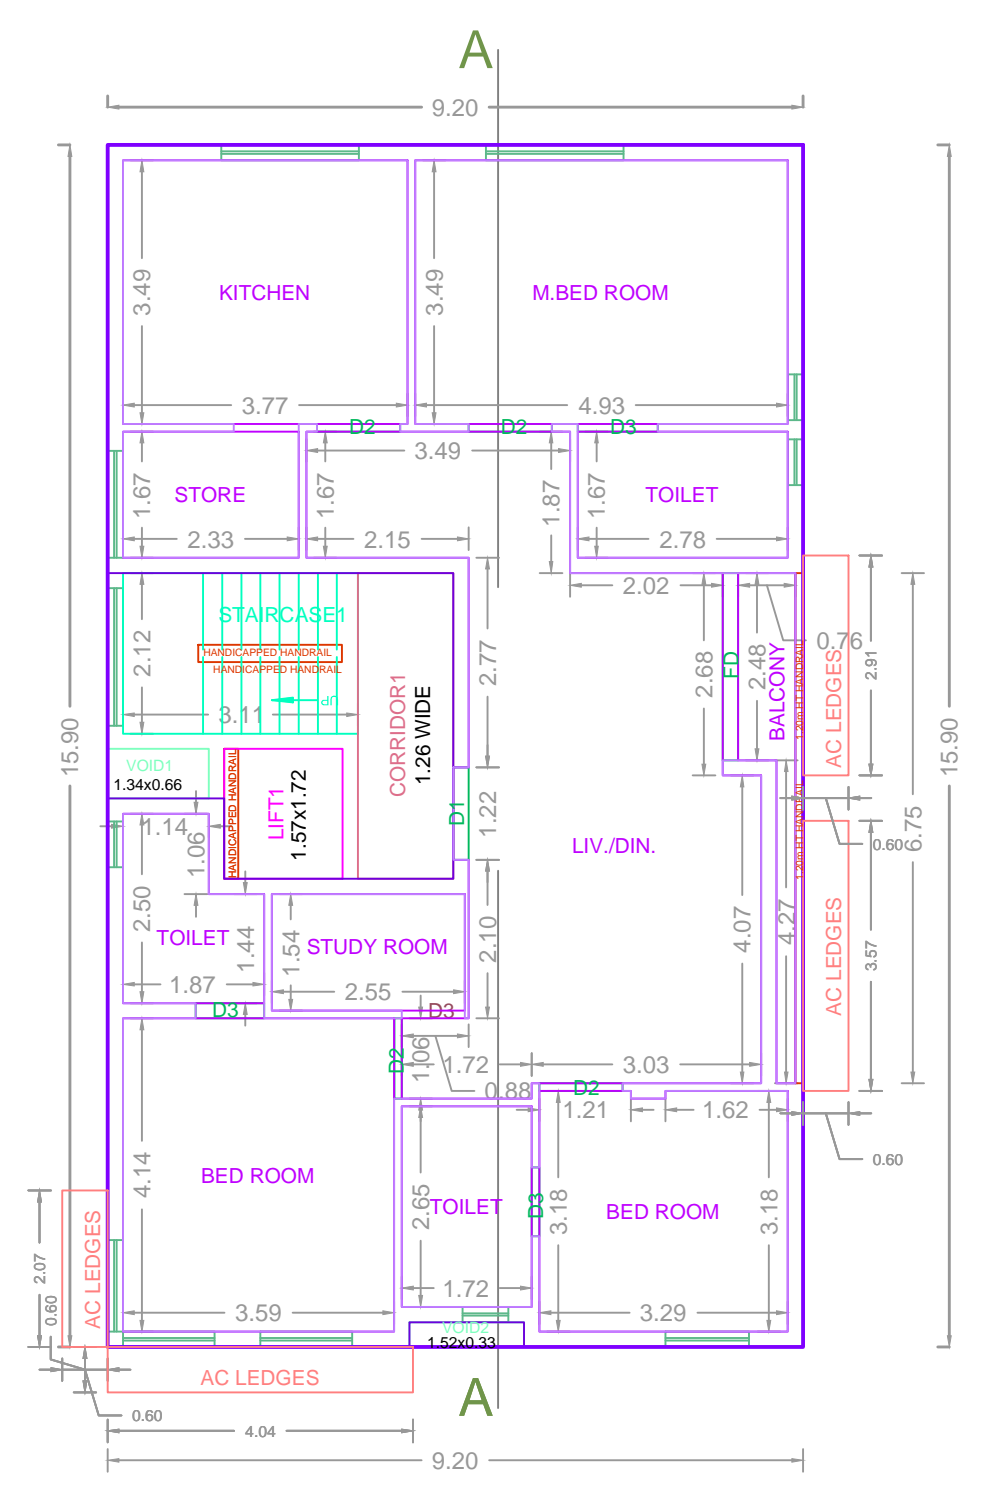 A
9.20
15.90
15.90
3.49
KITCHEN
3.49
M.BED ROOM
3.77
4.93
D2
D2
D3
3.49
1.67
STORE
1.67
1.87
1.67
TOILET
2.33
2.15
2.78
2.12
STAIRCASE1
HANDICAPPED HANDRAIL
HANDICAPPED HANDRAIL
UP
3.11
CORRIDOR1
1.26 WIDE
2.77
2.02
2.68
FD
2.48
BALCONY
0.76
1.20m HT HANDRAIL
AC LEDGES
2.91
VOID1
1.34x0.66
HANDICAPPED HANDRAIL
LIFT1
1.57x1.72
D1
1.22
1.14
1.06
LIV./DIN.
1.20m HT HANDRAIL
0.60
6.75
2.50
TOILET
1.44
1.54
STUDY ROOM
2.10
4.07
4.27
AC LEDGES
3.57
1.87
2.55
D3
D3
D2
1.06
1.72
0.88
3.03
D2
1.21
1.62
0.60
4.14
BED ROOM
2.65
TOILET
D3
3.18
BED ROOM
3.18
1.72
3.59
3.29
2.07
AC LEDGES
0.60
VOID2
1.52x0.33
AC LEDGES
A
0.60
4.04
9.20